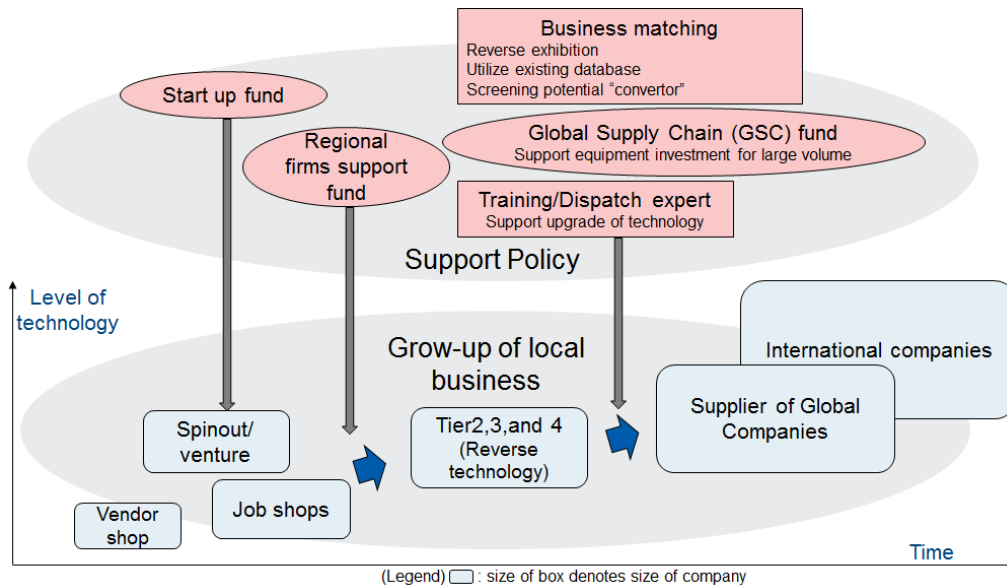 Business matching
Reverse exhibition
Utilize existing database
Screening potential “convertor”
Start up fund
Regional
firms support
fund
Global Supply Chain (GSC) fund
Support equipment investment for large volume
Training/Dispatch expert
Support upgrade of technology
Support Policy
Level of
technology
Grow-up of local
business
International companies
Supplier of Global
Companies
Tier2,3,and 4
(Reverse
technology)
Spinout/
venture
Job shops
Vendor
shop
Time
(Legend) : size of box denotes size of company